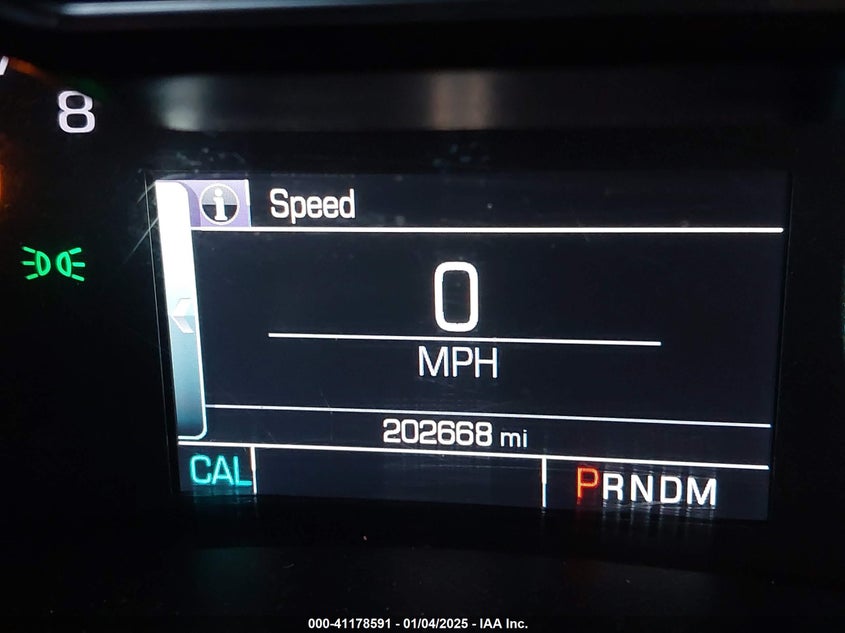 8
Speed
0
MPH
202668 mi
CAL
PRNDM
000-41178591 - 01/04/2025 - IAA Inc.